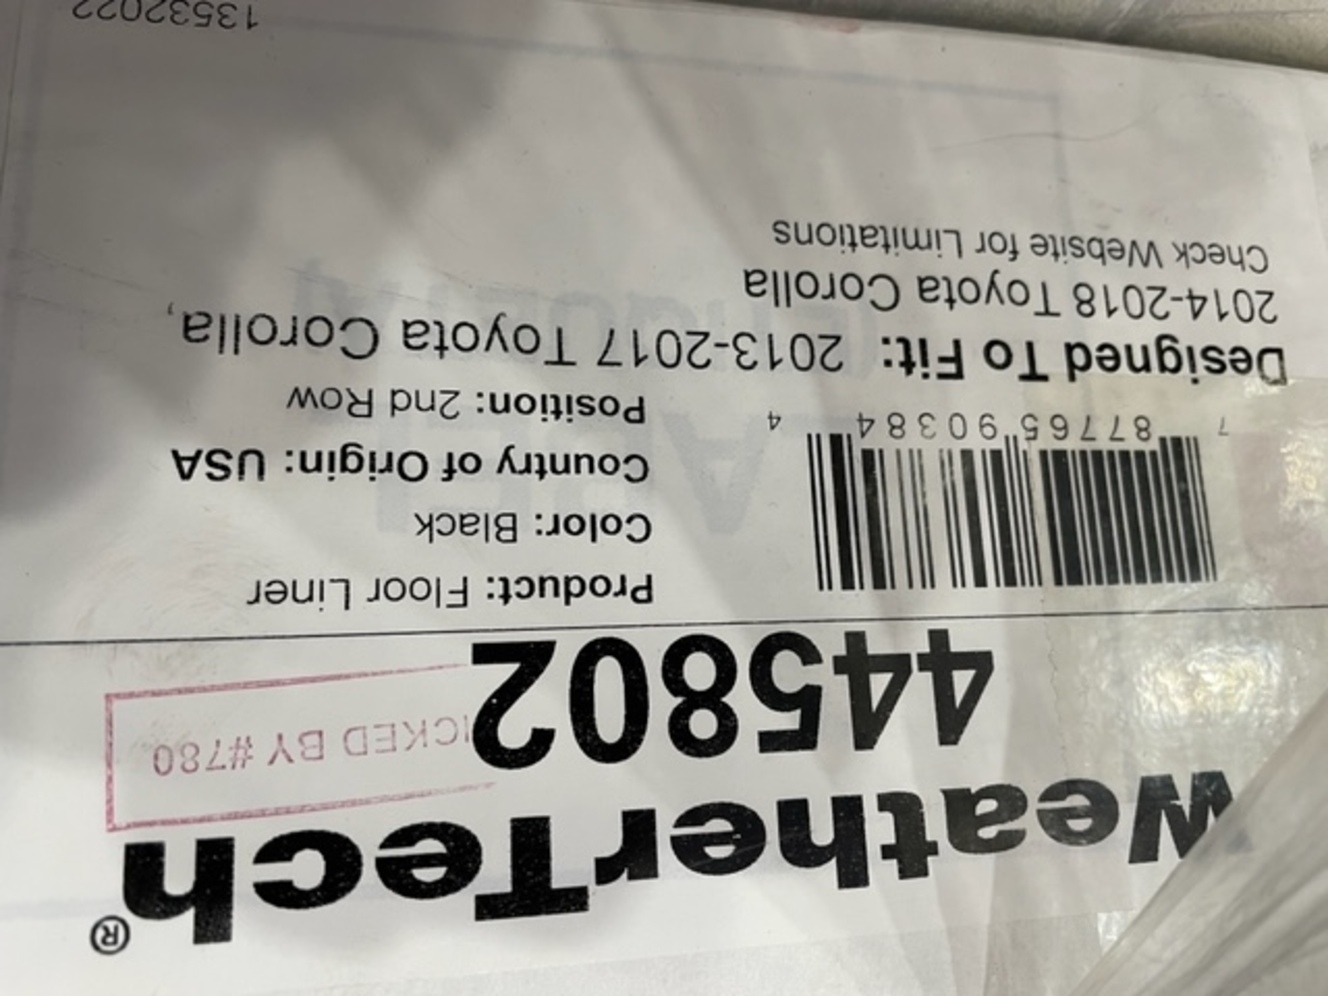 WeatherTech®
445802
PICKED BY #780
Product: Floor Liner
Color: Black
Country of Origin: USA
Position: 2nd Row
7 87765 90384 4
Designed To Fit: 2013-2017 Toyota Corolla,
2014-2018 Toyota Corolla
Check Website for Limitations
13532022